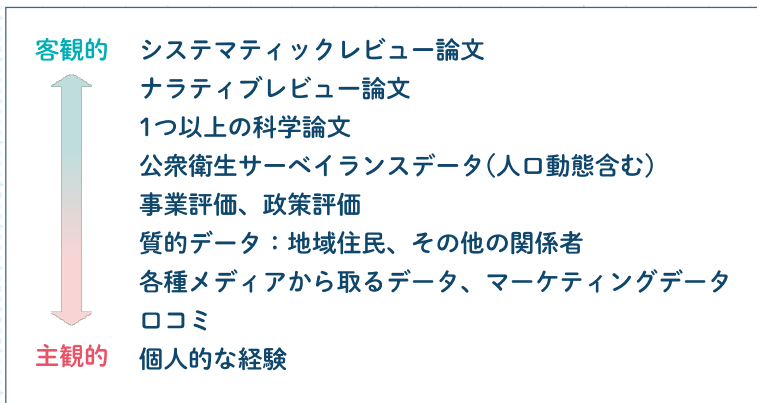 客観的 システマティックレビュー論文
ナラティブレビュー論文
1つ以上の科学論文
公衆衛生サーベイランスデータ(人口動態含む)
事業評価、政策評価
質的データ：地域住民、その他の関係者
各種メディアから取るデータ、マーケティングデータ
口コミ
主観的 個人的な経験